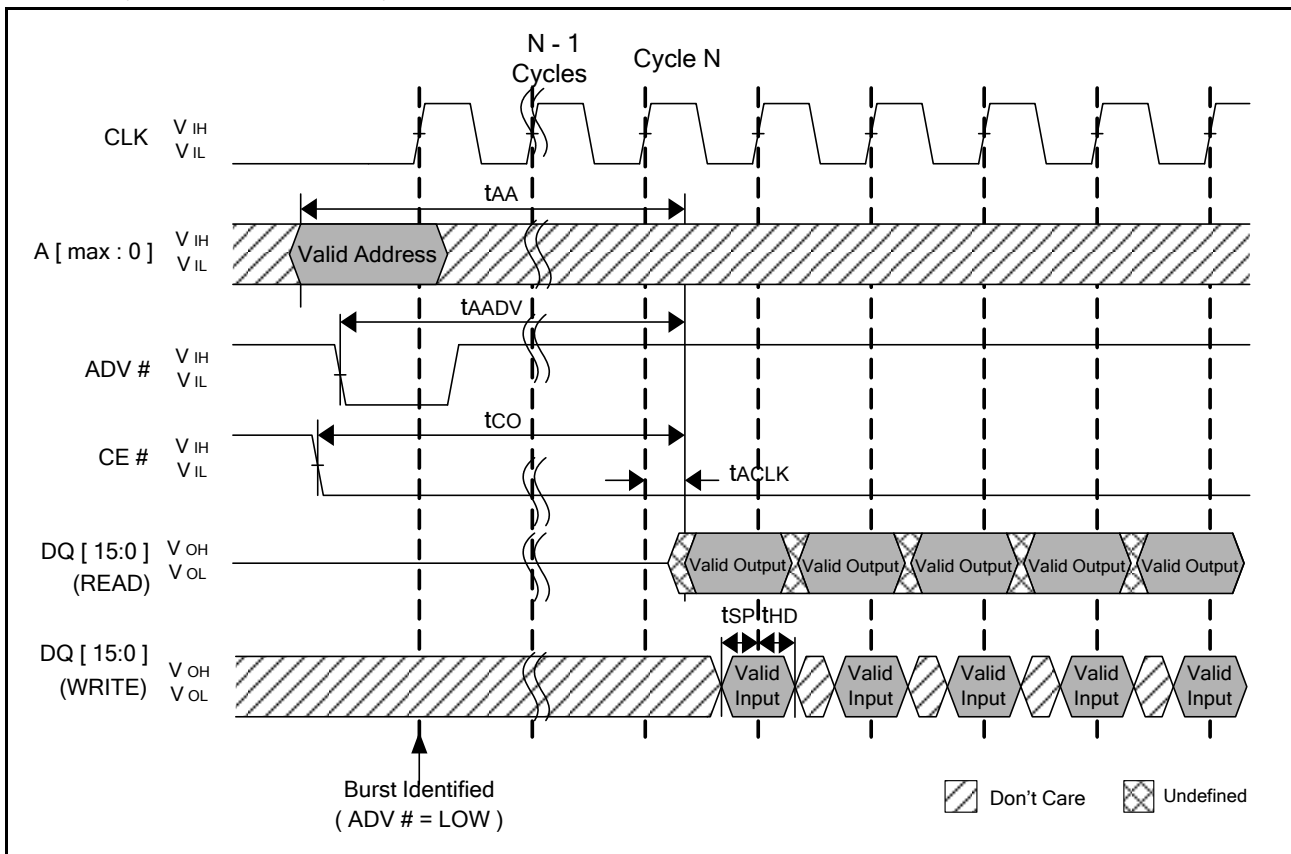 N - 1
Cycles
Cycle N
CLK
V IH
V IL
tAA
A [ max : 0 ]
V IH
V IL
Valid Address
tAADV
ADV #
V IH
V IL
tCO
CE #
V IH
V IL
tACLK
DQ [ 15:0 ]
(READ)
V OH
V OL
Valid Output
Valid Output
Valid Output
Valid Output
Valid Output
tSP
tHD
DQ [ 15:0 ]
(WRITE)
V OH
V OL
Valid
Input
Valid
Input
Valid
Input
Valid
Input
Valid
Input
Burst Identified
( ADV # = LOW )
Don't Care
Undefined